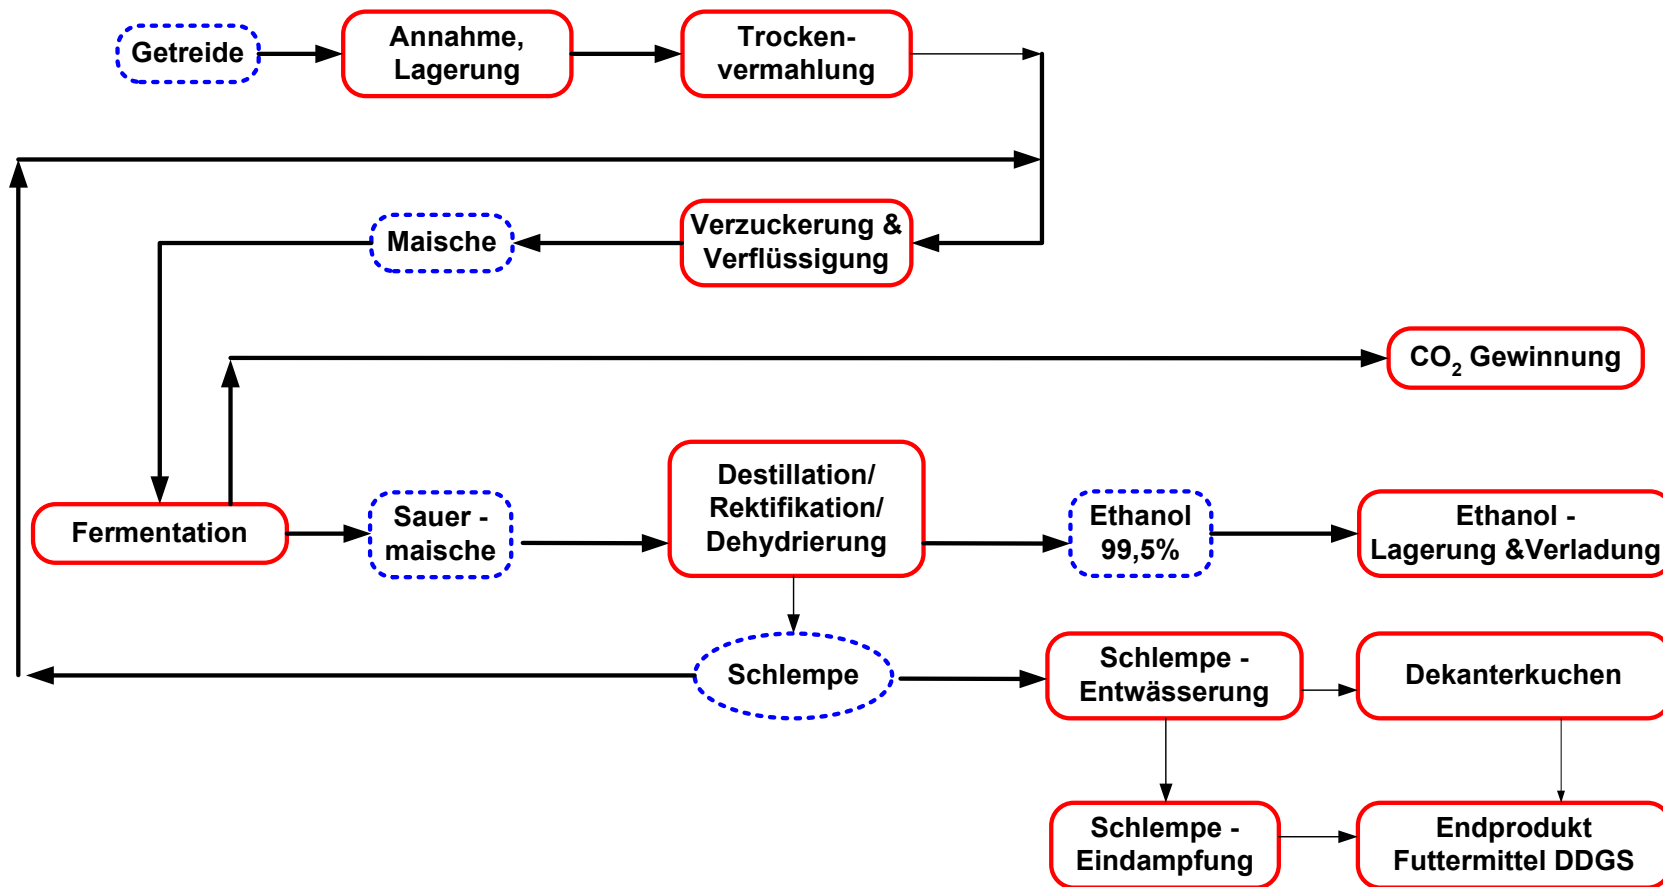 Getreide
Annahme,
Lagerung
Trocken-
vermahlung
Maische
Verzuckerung &
Verflüssigung
CO₂ Gewinnung
Fermentation
Sauer -
maische
Destillation/
Rektifikation/
Dehydrierung
Ethanol
99,5%
Ethanol -
Lagerung &Verladung
Schlempe
Schlempe -
Entwässerung
Dekanterkuchen
Schlempe -
Eindampfung
Endprodukt
Futtermittel DDGS